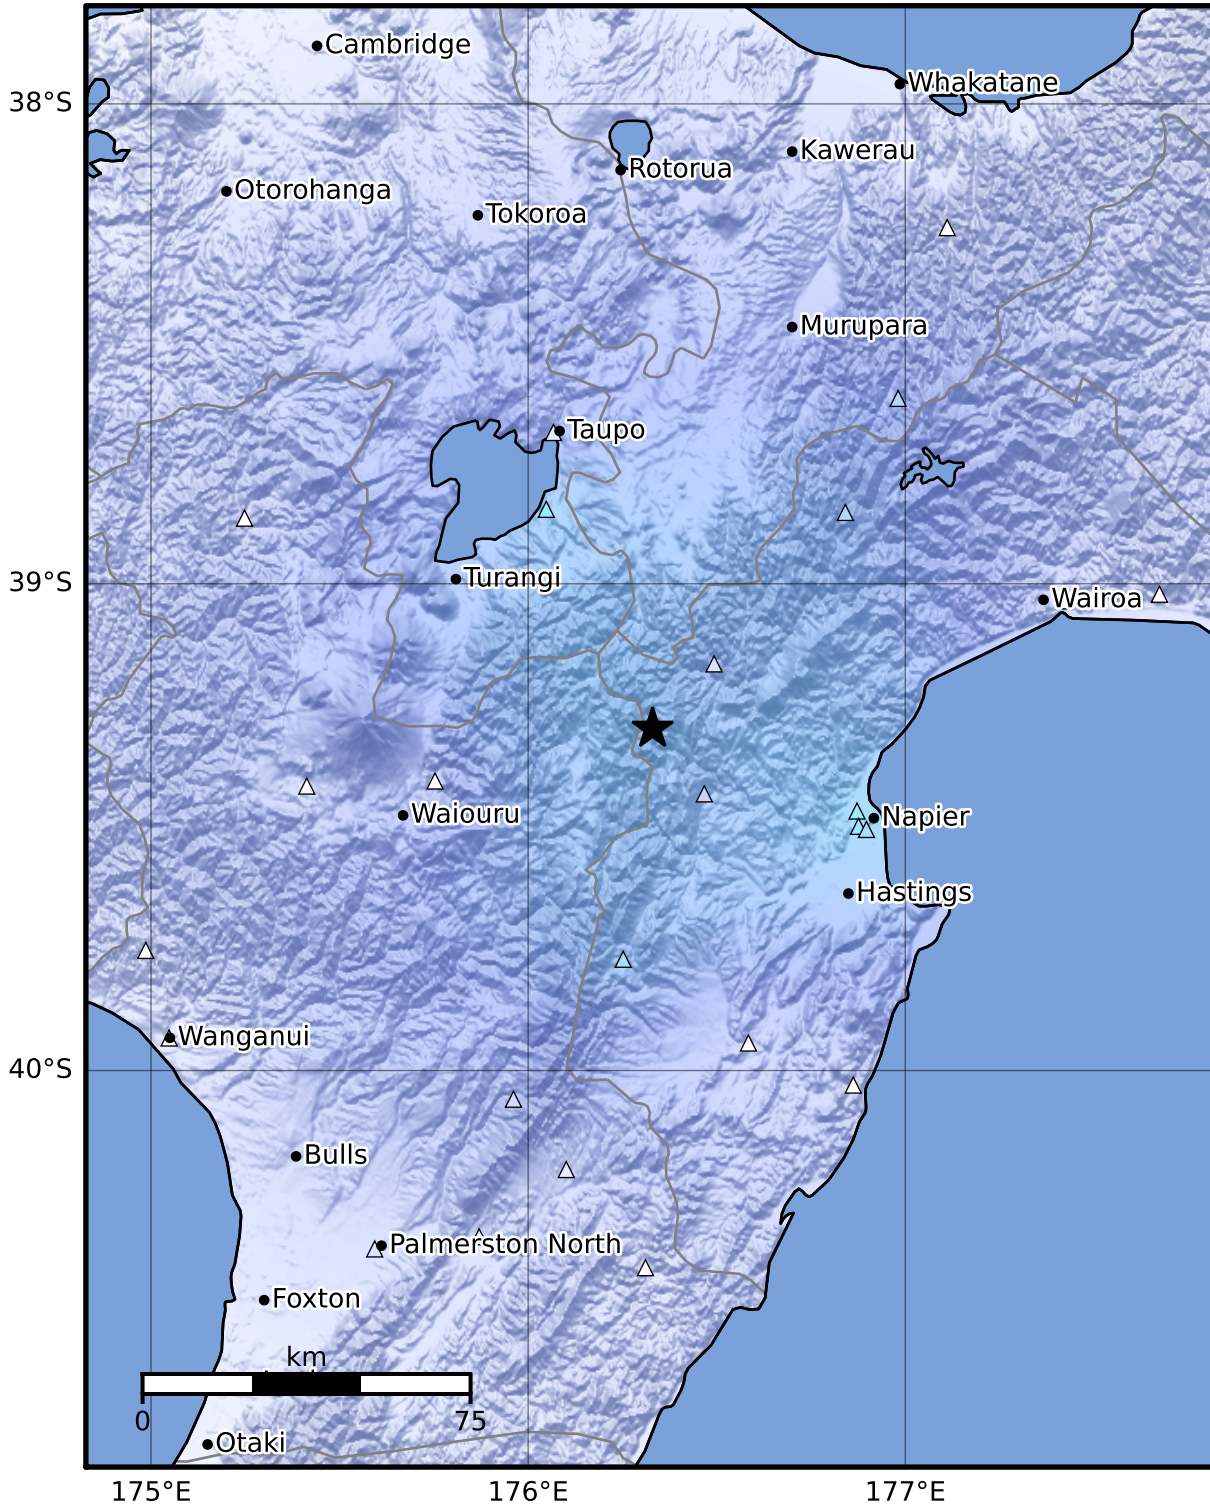 Cambridge
Whakatane
38°S
Kawerau
Rotorua
Otorohanga
Tokoroa
Murupara
Taupo
Turangi
39°S
Wairoa
Waiouru
Napier
Hastings
Wanganui
40°S
Bulls
Palmerston North
Foxton
km
0 75
Otaki
175°E 176°E 177°E